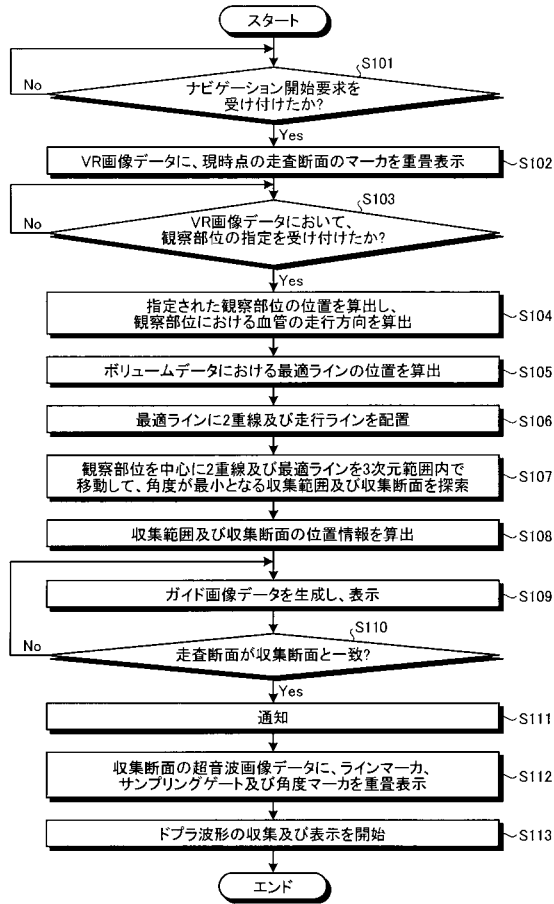 スタート
S101
ナビゲーション開始要求を
受け付けたか?
No
Yes
VR画像データに、現時点の走査断面のマーカを重畳表示
S102
S103
VR画像データにおいて、
観察部位の指定を受け付けたか?
No
Yes
指定された観察部位の位置を算出し、
観察部位における血管の走行方向を算出
S104
ボリュームデータにおける最適ラインの位置を算出
S105
最適ラインに2重線及び走行ラインを配置
S106
観察部位を中心に2重線及び最適ラインを3次元範囲内で
移動して、角度が最小となる収集範囲及び収集断面を探索
S107
収集範囲及び収集断面の位置情報を算出
S108
ガイド画像データを生成し、表示
S109
S110
走査断面が収集断面と一致?
No
Yes
通知
S111
収集断面の超音波画像データに、ラインマーカ、
サンプリングゲート及び角度マーカを重畳表示
S112
ドプラ波形の収集及び表示を開始
S113
エンド